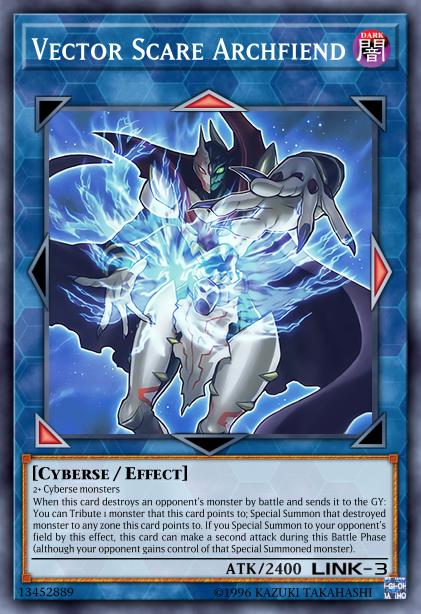 Vector Scare Archfiend
DARK
闇
[Cyberse / Effect]
2+ Cyberse monsters
When this card destroys an opponent's monster by battle and sends it to the GY:
You can Tribute 1 monster that this card points to; Special Summon that destroyed
monster to any zone this card points to. If you Special Summon to your opponent's
field by this effect, this card can make a second attack during this Battle Phase
(although your opponent gains control of that Special Summoned monster).
ATK/2400 LINK-3
13452889 ©1996 KAZUKI TAKAHASHI